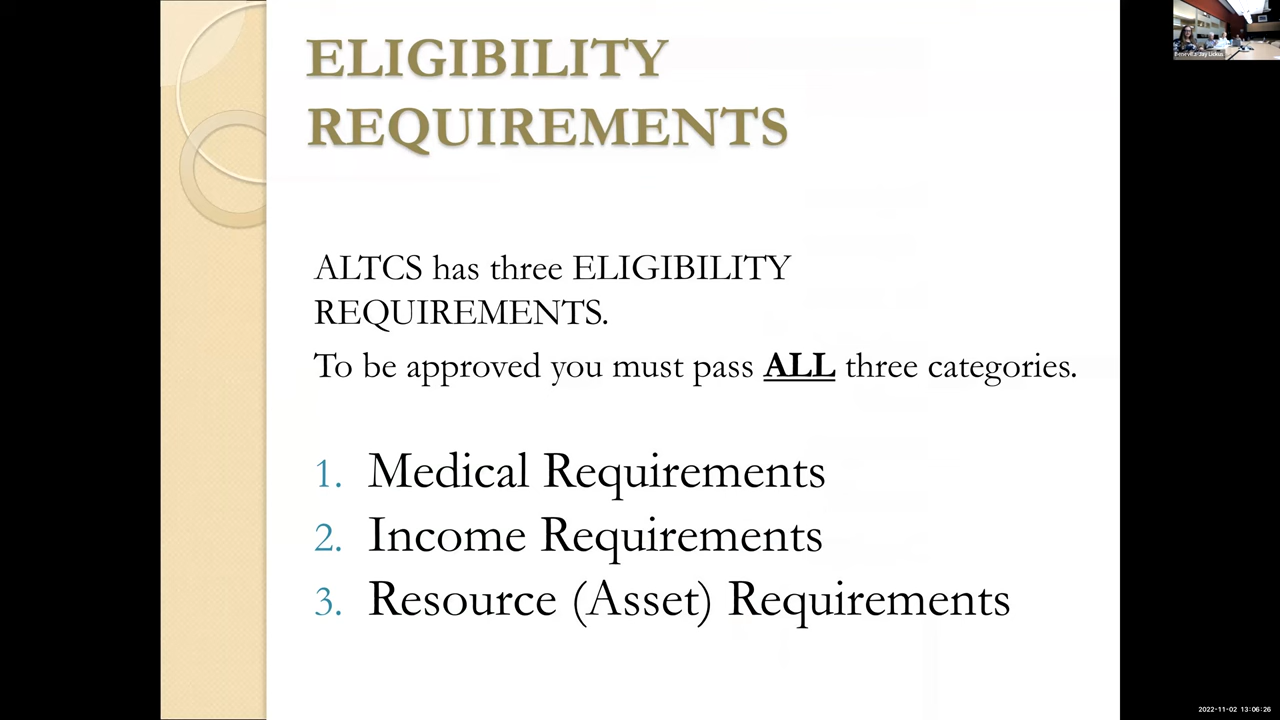 ELIGIBILITY
REQUIREMENTS
ALTCS has three ELIGIBILITY
REQUIREMENTS.
To be approved you must pass ALL three categories.
1. Medical Requirements
2. Income Requirements
3. Resource (Asset) Requirements
2022-11-02 13:06:26